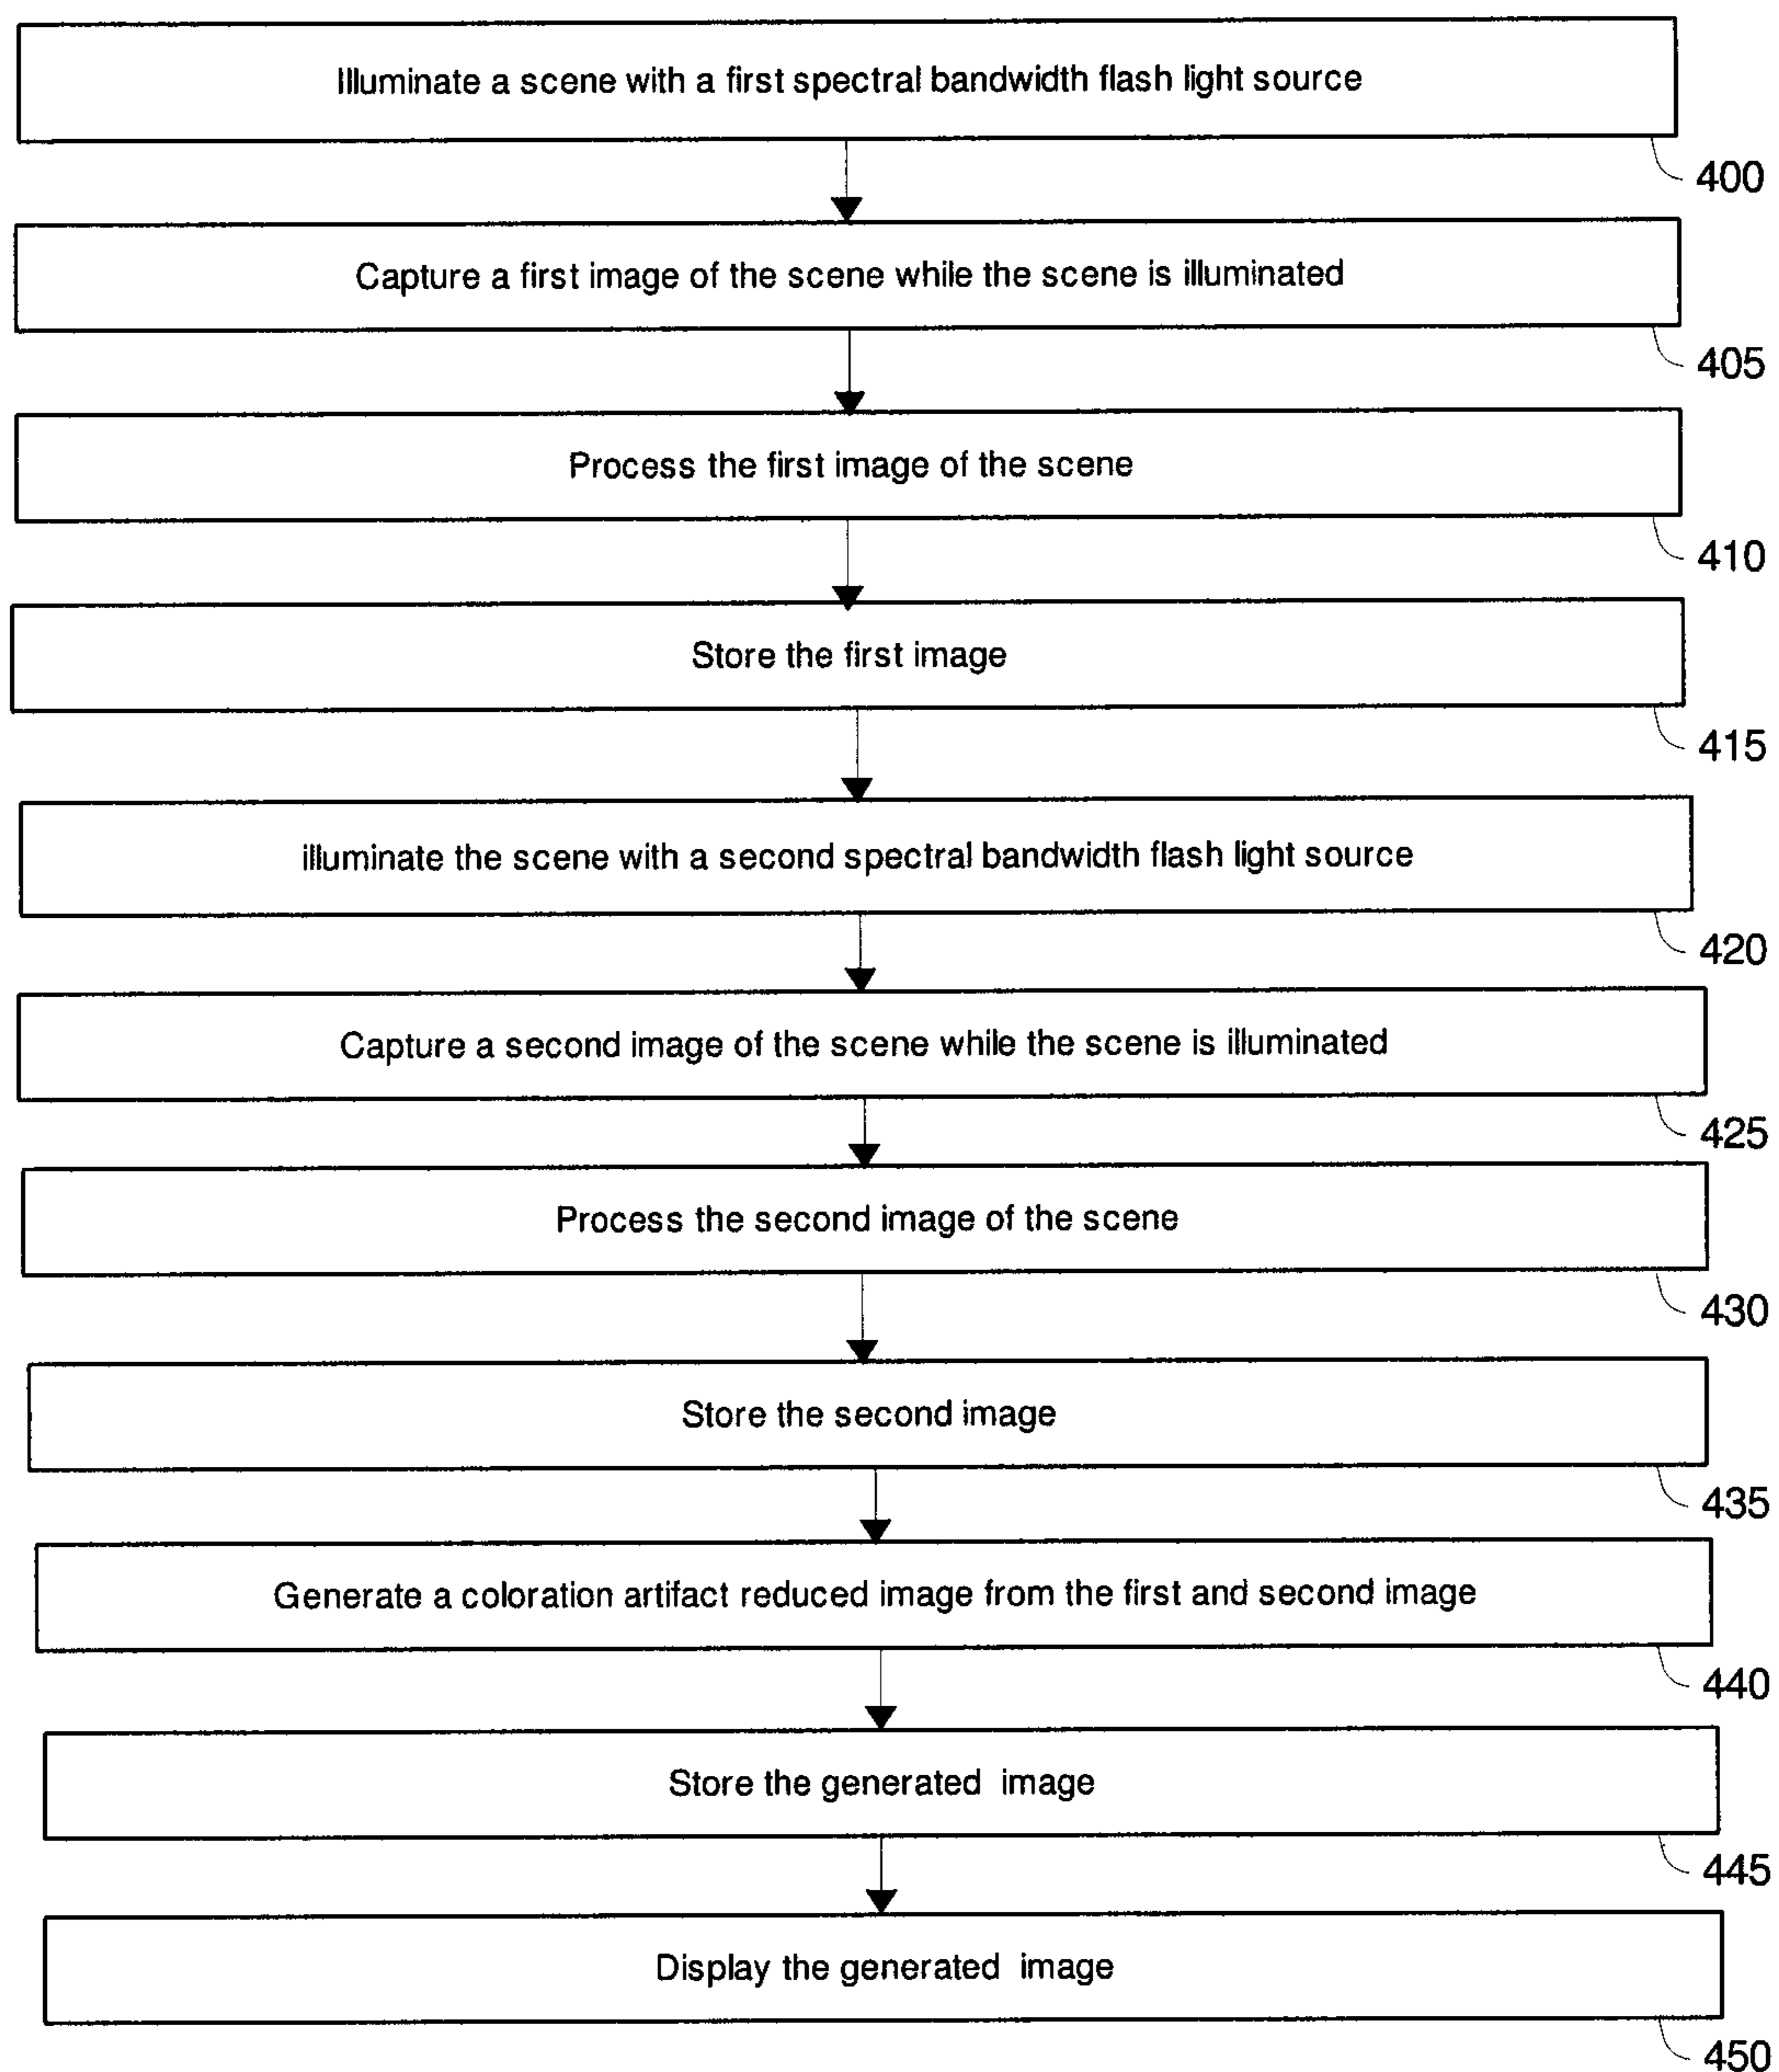 Illuminate a scene with a first spectral bandwidth flash light source
400
Capture a first image of the scene while the scene is illuminated
405
Process the first image of the scene
410
Store the first image
415
illuminate the scene with a second spectral bandwidth flash light source
420
Capture a second image of the scene while the scene is illuminated
425
Process the second image of the scene
430
Store the second image
435
Generate a coloration artifact reduced image from the first and second image
440
Store the generated image
445
Display the generated image
450